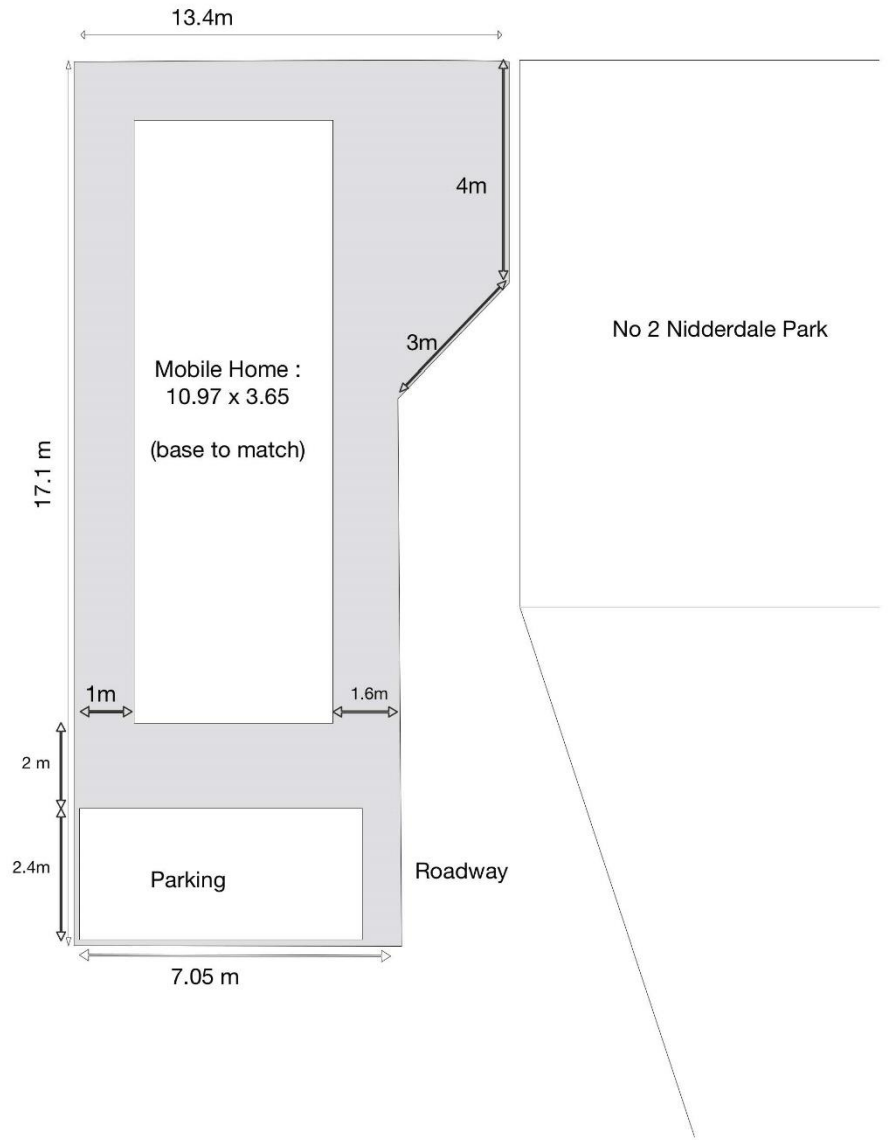 13.4m
4m
No 2 Nidderdale Park
3m
Mobile Home :
10.97 x 3.65
(base to match)
17.1 m
1m
1.6m
2 m
2.4m
Parking
Roadway
7.05 m